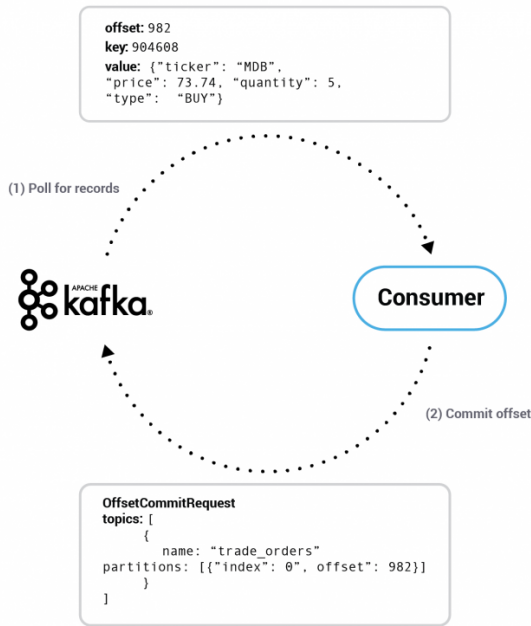 offset: 982
key: 904608
value: {"ticker": “MDB”,
"price”: 73.74, “quantity”: 5,
“type”:  “BUY”}
(1) Poll for records
APACHE
kafka®
Consumer
(2) Commit offset
OffsetCommitRequest
topics: [
{
name: “trade_orders”
partitions: [{”index”: 0”, offset”: 982}]
}
]